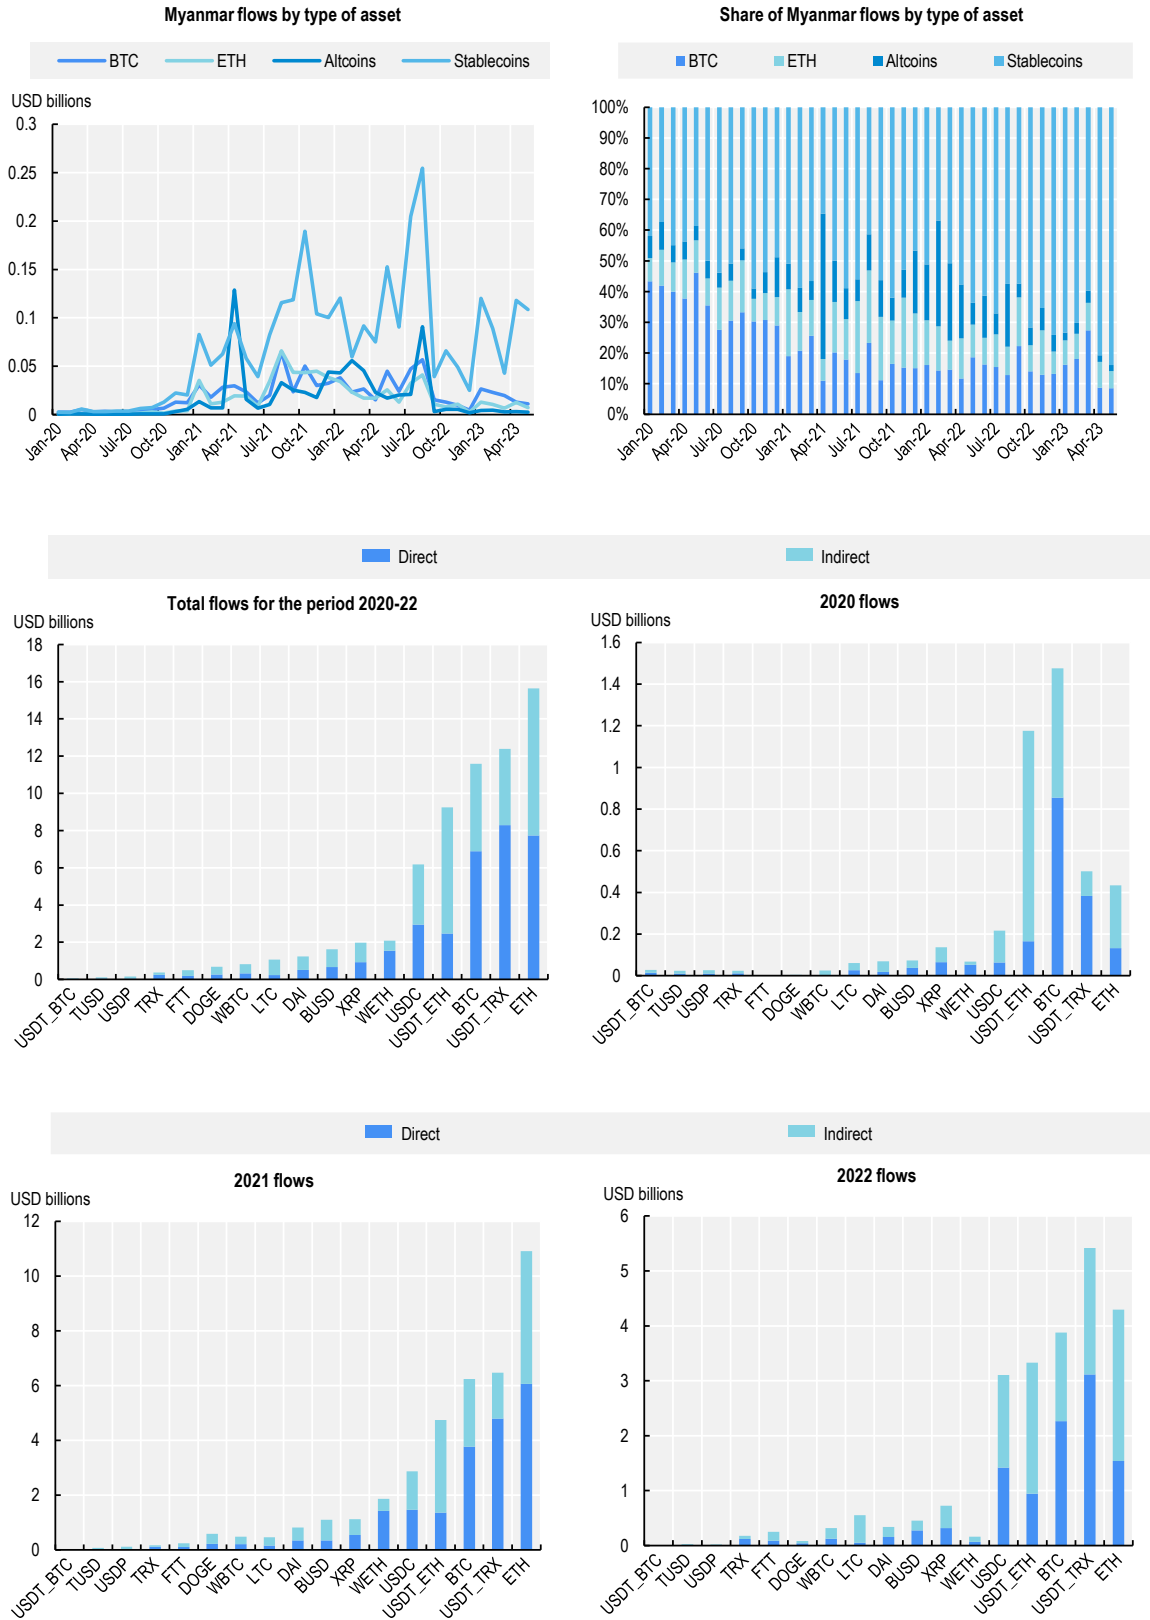 Myanmar flows by type of asset
BTC ETH Altcoins Stablecoins
USD billions
0.3
0.25
0.2
0.15
0.1
0.05
0
Jan-20 Apr-20 Jul-20 Oct-20 Jan-21 Apr-21 Jul-21 Oct-21 Jan-22 Apr-22 Jul-22 Oct-22 Jan-23 Apr-23
Share of Myanmar flows by type of asset
BTC ETH Altcoins Stablecoins
100%
90%
80%
70%
60%
50%
40%
30%
20%
10%
0%
Jan-20 Apr-20 Jul-20 Oct-20 Jan-21 Apr-21 Jul-21 Oct-21 Jan-22 Apr-22 Jul-22 Oct-22 Jan-23 Apr-23
Direct Indirect
Total flows for the period 2020-22
USD billions
18
16
14
12
10
8
6
4
2
0
USDT_BTC TUSD USDP TRX FTT DOGE WBTC LTC DAI BUSD XRP WETH USDC USDT_ETH BTC USDT_TRX ETH
2020 flows
USD billions
1.6
1.4
1.2
1
0.8
0.6
0.4
0.2
0
USDT_BTC TUSD USDP TRX FTT DOGE WBTC LTC DAI BUSD XRP WETH USDC USDT_ETH BTC USDT_TRX ETH
Direct Indirect
2021 flows
USD billions
12
10
8
6
4
2
0
USDT_BTC TUSD USDP TRX FTT DOGE WBTC LTC DAI BUSD XRP WETH USDC USDT_ETH BTC USDT_TRX ETH
2022 flows
USD billions
6
5
4
3
2
1
0
USDT_BTC TUSD USDP TRX FTT DOGE WBTC LTC DAI BUSD XRP WETH USDC USDT_ETH BTC USDT_TRX ETH